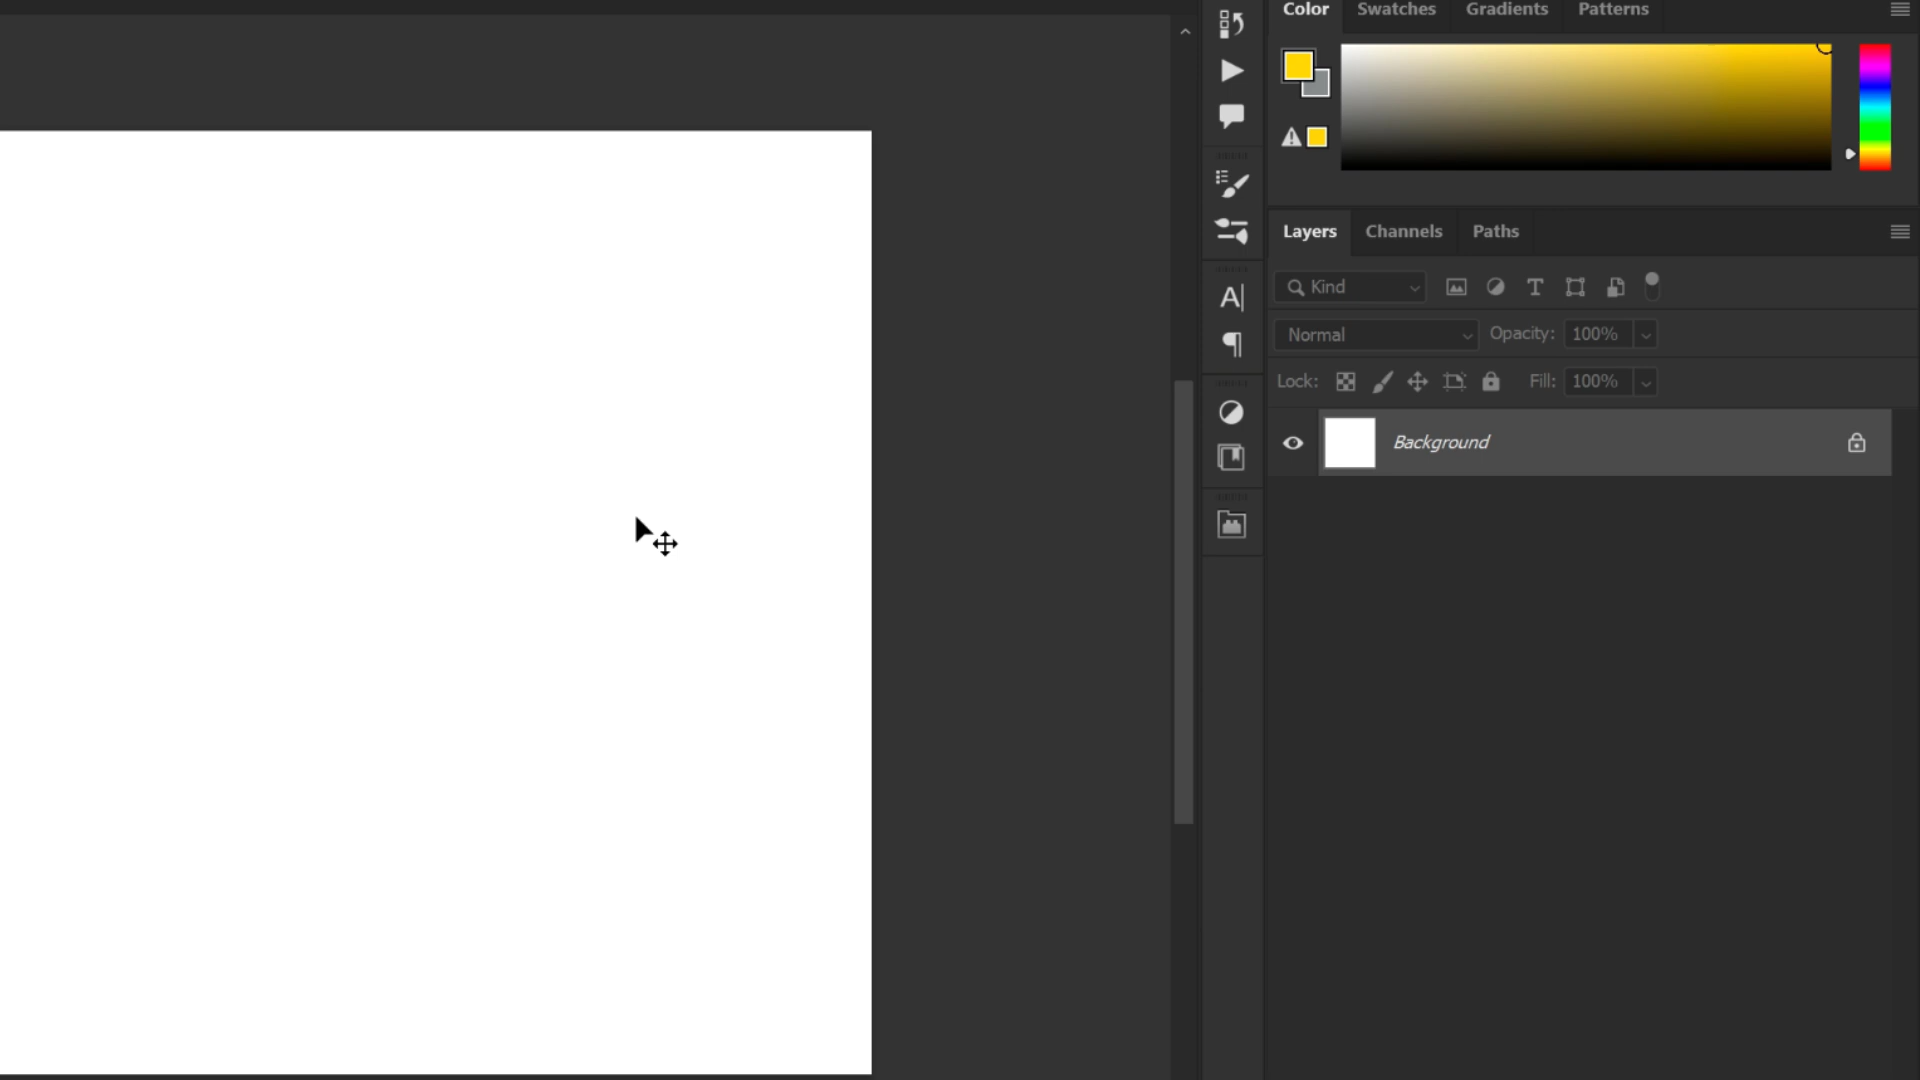 Color Swatches Gradients Patterns
Layers Channels Paths
Kind
Normal Opacity: 100%
Lock: Fill: 100%
Background